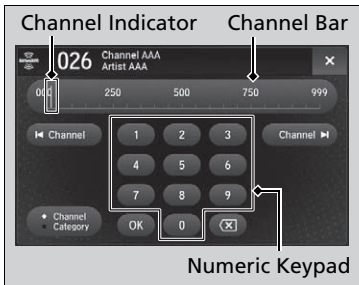 Channel Indicator Channel Bar
026 Channel AAA
Artist AAA
000 250 500 750 999
Channel 1 2 3 Channel
4 5 6
7 8 9
Channel
Category
OK 0
Numeric Keypad